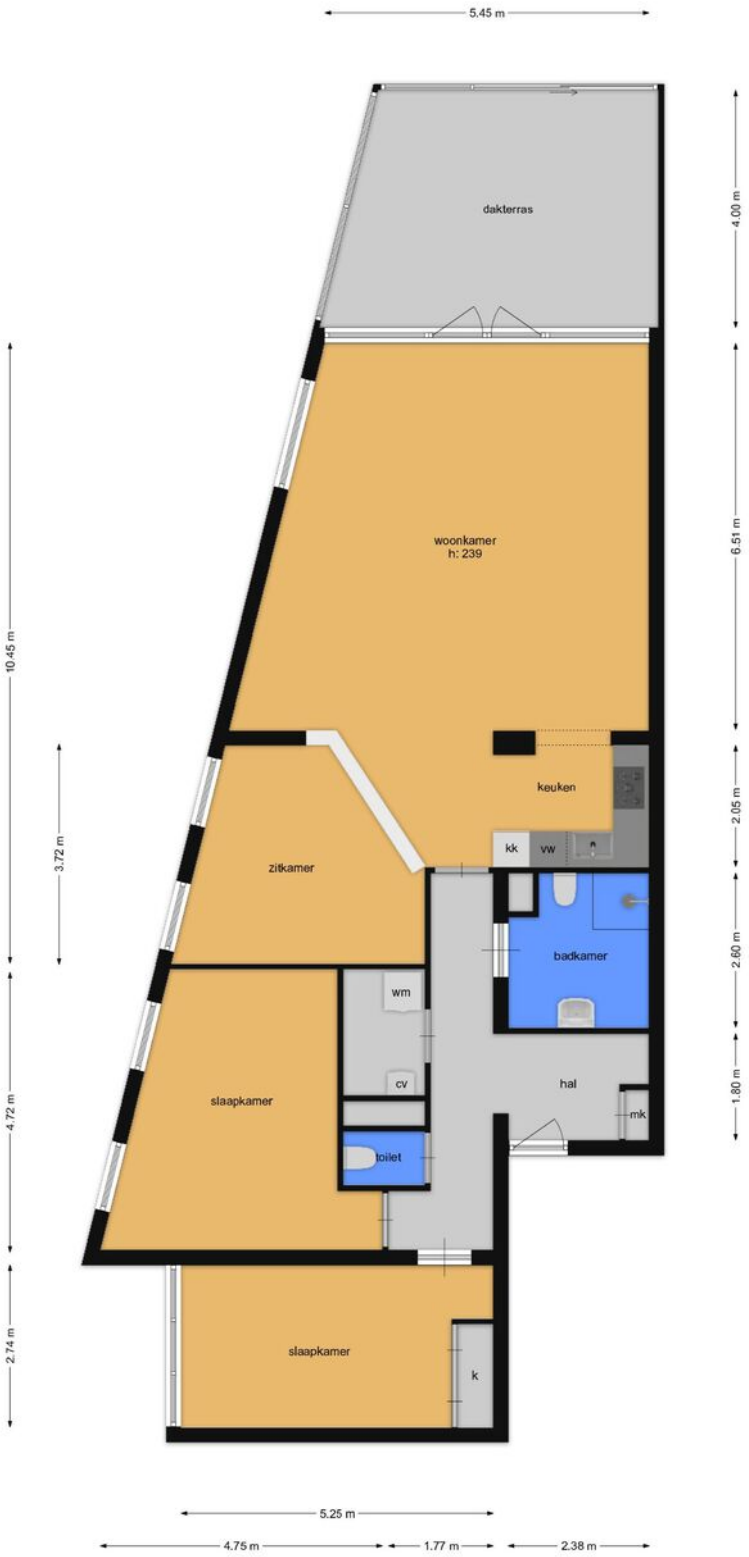 5.45 m
dakterras
4.00 m
woonkamer
h: 239
6.51 m
10.45 m
keuken
2.05 m
kk
vw
3.72 m
zitkamer
badkamer
2.60 m
wm
cv
hal
1.80 m
mk
slaapkamer
4.72 m
toilet
slaapkamer
2.74 m
k
5.25 m
4.75 m
1.77 m
2.38 m